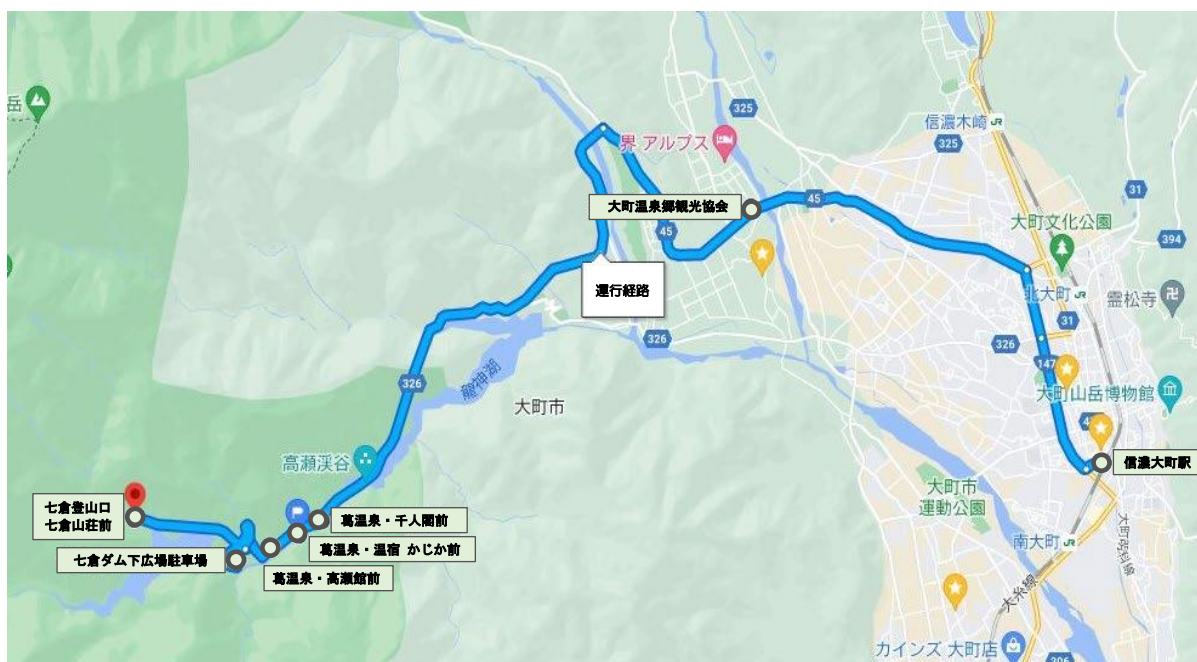 岳
325
信濃木崎
325
界 アルプス
31
大町温泉郷観光協会
45
大町文化公園
394
45
運行経路
北大町
霊松寺
31
326
326
147
龍神湖
326
大町山岳博物館
大町市
高瀬渓谷
信濃大町駅
七倉登山口
七倉山荘前
葛温泉・千人閣前
大町市
運動公園
葛温泉・温宿 かじか前
七倉ダム下広場駐車場
葛温泉・高瀬館前
南大町
大糸線
カインズ 大町店
306